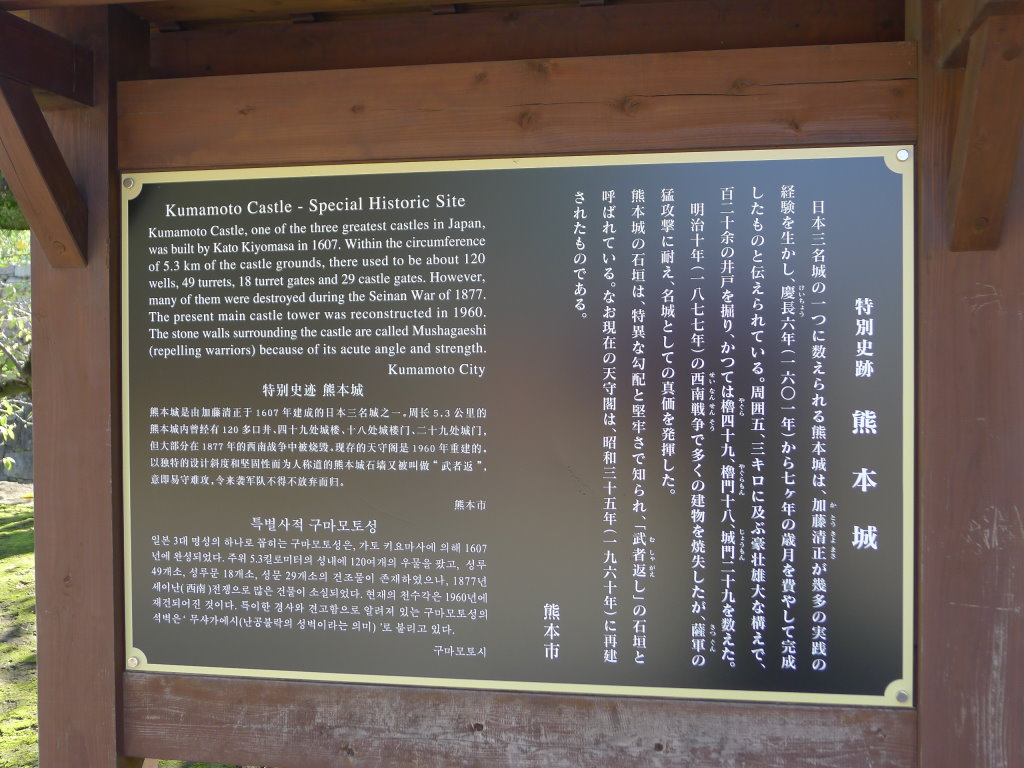 Kumamoto Castle - Special Historic Site
Kumamoto Castle, one of the three greatest castles in Japan,
was built by Kato Kiyomasa in 1607. Within the circumference
of 5.3 km of the castle grounds, there used to be about 120
wells, 49 turrets, 18 turret gates and 29 castle gates. However,
many of them were destroyed during the Seinan War of 1877.
The present main castle tower was reconstructed in 1960.
The stone walls surrounding the castle are called Mushagaeshi
(repelling warriors) because of its acute angle and strength.
Kumamoto City
特别史迹 熊本城
熊本城是由加藤清正于 1607 年建成的日本三名城之一。周长 5.3 公里的
熊本城内曾经有 120 多口井、四十九处城楼、十八处城楼门、二十九处城门,
但大部分在 1877 年的西南战争中被烧毁。现存的天守阁是 1960 年重建的。
以独特的设计斜度和坚固性而为人称道的熊本城石墙又被叫做“武者返”,
意即易守难攻,令来袭军队不得不放弃而归。
熊本市
특별사적 구마모토성
일본 3대 명성의 하나로 꼽히는 구마모토성은, 가토 키요마사에 의해 1607
년에 완성되었다. 주위 5.3킬로미터의 성내에 120여개의 우물을 팠고, 성루
49개소, 성루문 18개소, 성문 29개소의 건조물이 존재하였으나, 1877년
세이난(西南)전쟁으로 많은 건물이 소실되었다. 현재의 천수각은 1960년에
재건되어진 것이다. 특이한 경사와 견고함으로 알려져 있는 구마모토성의
석벽은 ‘무샤가에시(난공불락의 성벽이라는 의미)’로 불리고 있다.
구마모토시
特別史跡 熊本城
日本三名城の一つに数えられる熊本城は、加藤清正が幾多の実践の
経験を生かし、慶長六年(一六〇一年)から七ヶ年の歳月を費やして完成
したものと伝えられている。周囲五、三キロに及ぶ豪壮雄大な構えで、
百二十余の井戸を掘り、かつては櫓四十九、櫓門十八、城門二十九を数えた。
明治十年(一八七七年)の西南戦争で多くの建物を焼失したが、薩軍の
猛攻撃に耐え、名城としての真価を発揮した。
熊本城の石垣は、特異な勾配と堅牢さで知られ、「武者返し」の石垣と
呼ばれている。なお現在の天守閣は、昭和三十五年(一九六十年)に再建
されたものである。
熊本市